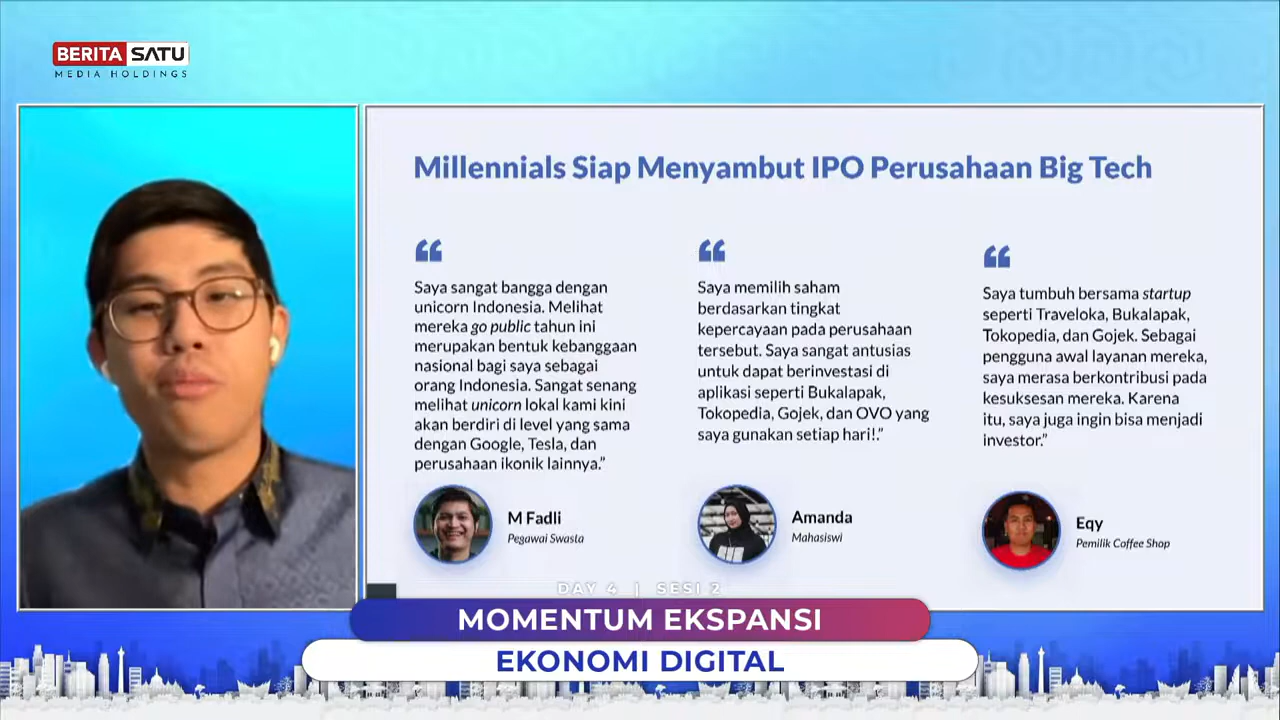 BERITA SATU
MEDIA HOLDINGS
Millennials Siap Menyambut IPO Perusahaan Big Tech
“
Saya sangat bangga dengan
unicorn Indonesia. Melihat
mereka go public tahun ini
merupakan bentuk kebanggaan
nasional bagi saya sebagai
orang Indonesia. Sangat senang
melihat unicorn lokal kami kini
akan berdiri di level yang sama
dengan Google, Tesla, dan
perusahaan ikonik lainnya.”
M Fadli
Pegawai Swasta
“
Saya memilih saham
berdasarkan tingkat
kepercayaan pada perusahaan
tersebut. Saya sangat antusias
untuk dapat berinvestasi di
aplikasi seperti Bukalapak,
Tokopedia, Gojek, dan OVO yang
saya gunakan setiap hari!.”
Amanda
Mahasiswi
“
Saya tumbuh bersama startup
seperti Traveloka, Bukalapak,
Tokopedia, dan Gojek. Sebagai
pengguna awal layanan mereka,
saya merasa berkontribusi pada
kesuksesan mereka. Karena
itu, saya juga ingin bisa menjadi
investor.”
Eqy
Pemilik Coffee Shop
DAY 4 | SESI 2
MOMENTUM EKSPANSI
EKONOMI DIGITAL